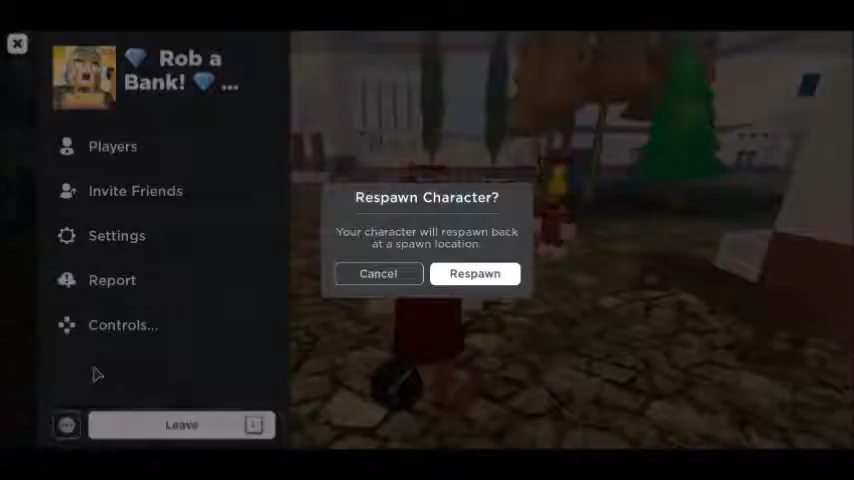 Rob a
Bank! ...
Players
Invite Friends
Settings
Report
Controls...
Leave
Respawn Character?
Your character will respawn back
at a spawn location
Cancel
Respawn